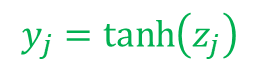 yⱼ = tanh(zⱼ)